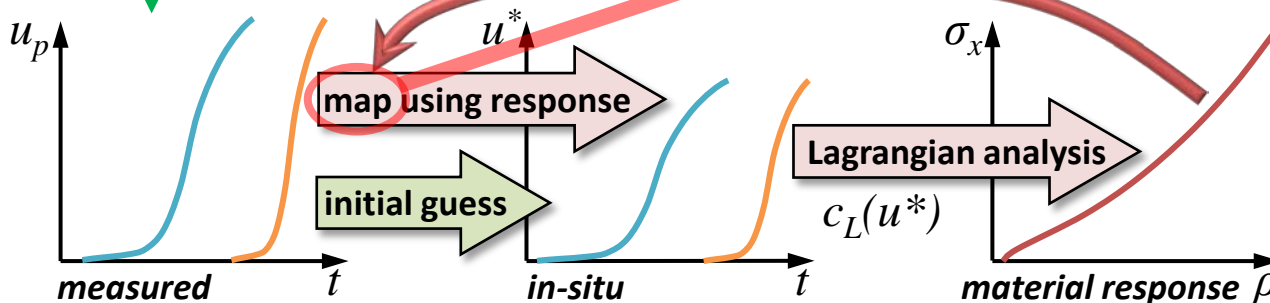 u_p
u*
σ_x
map using response
Lagrangian analysis
initial guess
c_L(u*)
measured
t
in-situ
t
material response
ρ